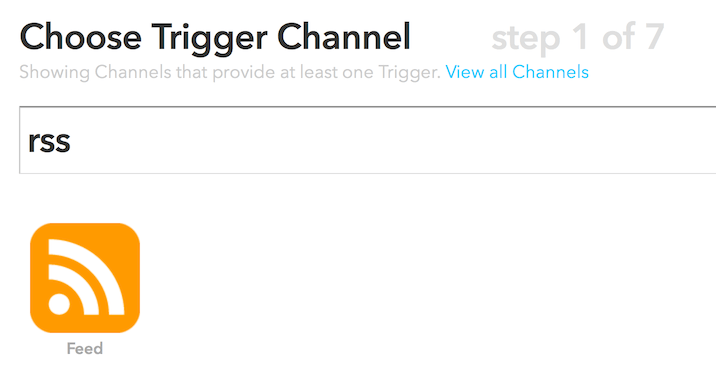 Choose Trigger Channel step 1 of 7
Showing Channels that provide at least one Trigger. View all Channels
rss
Feed